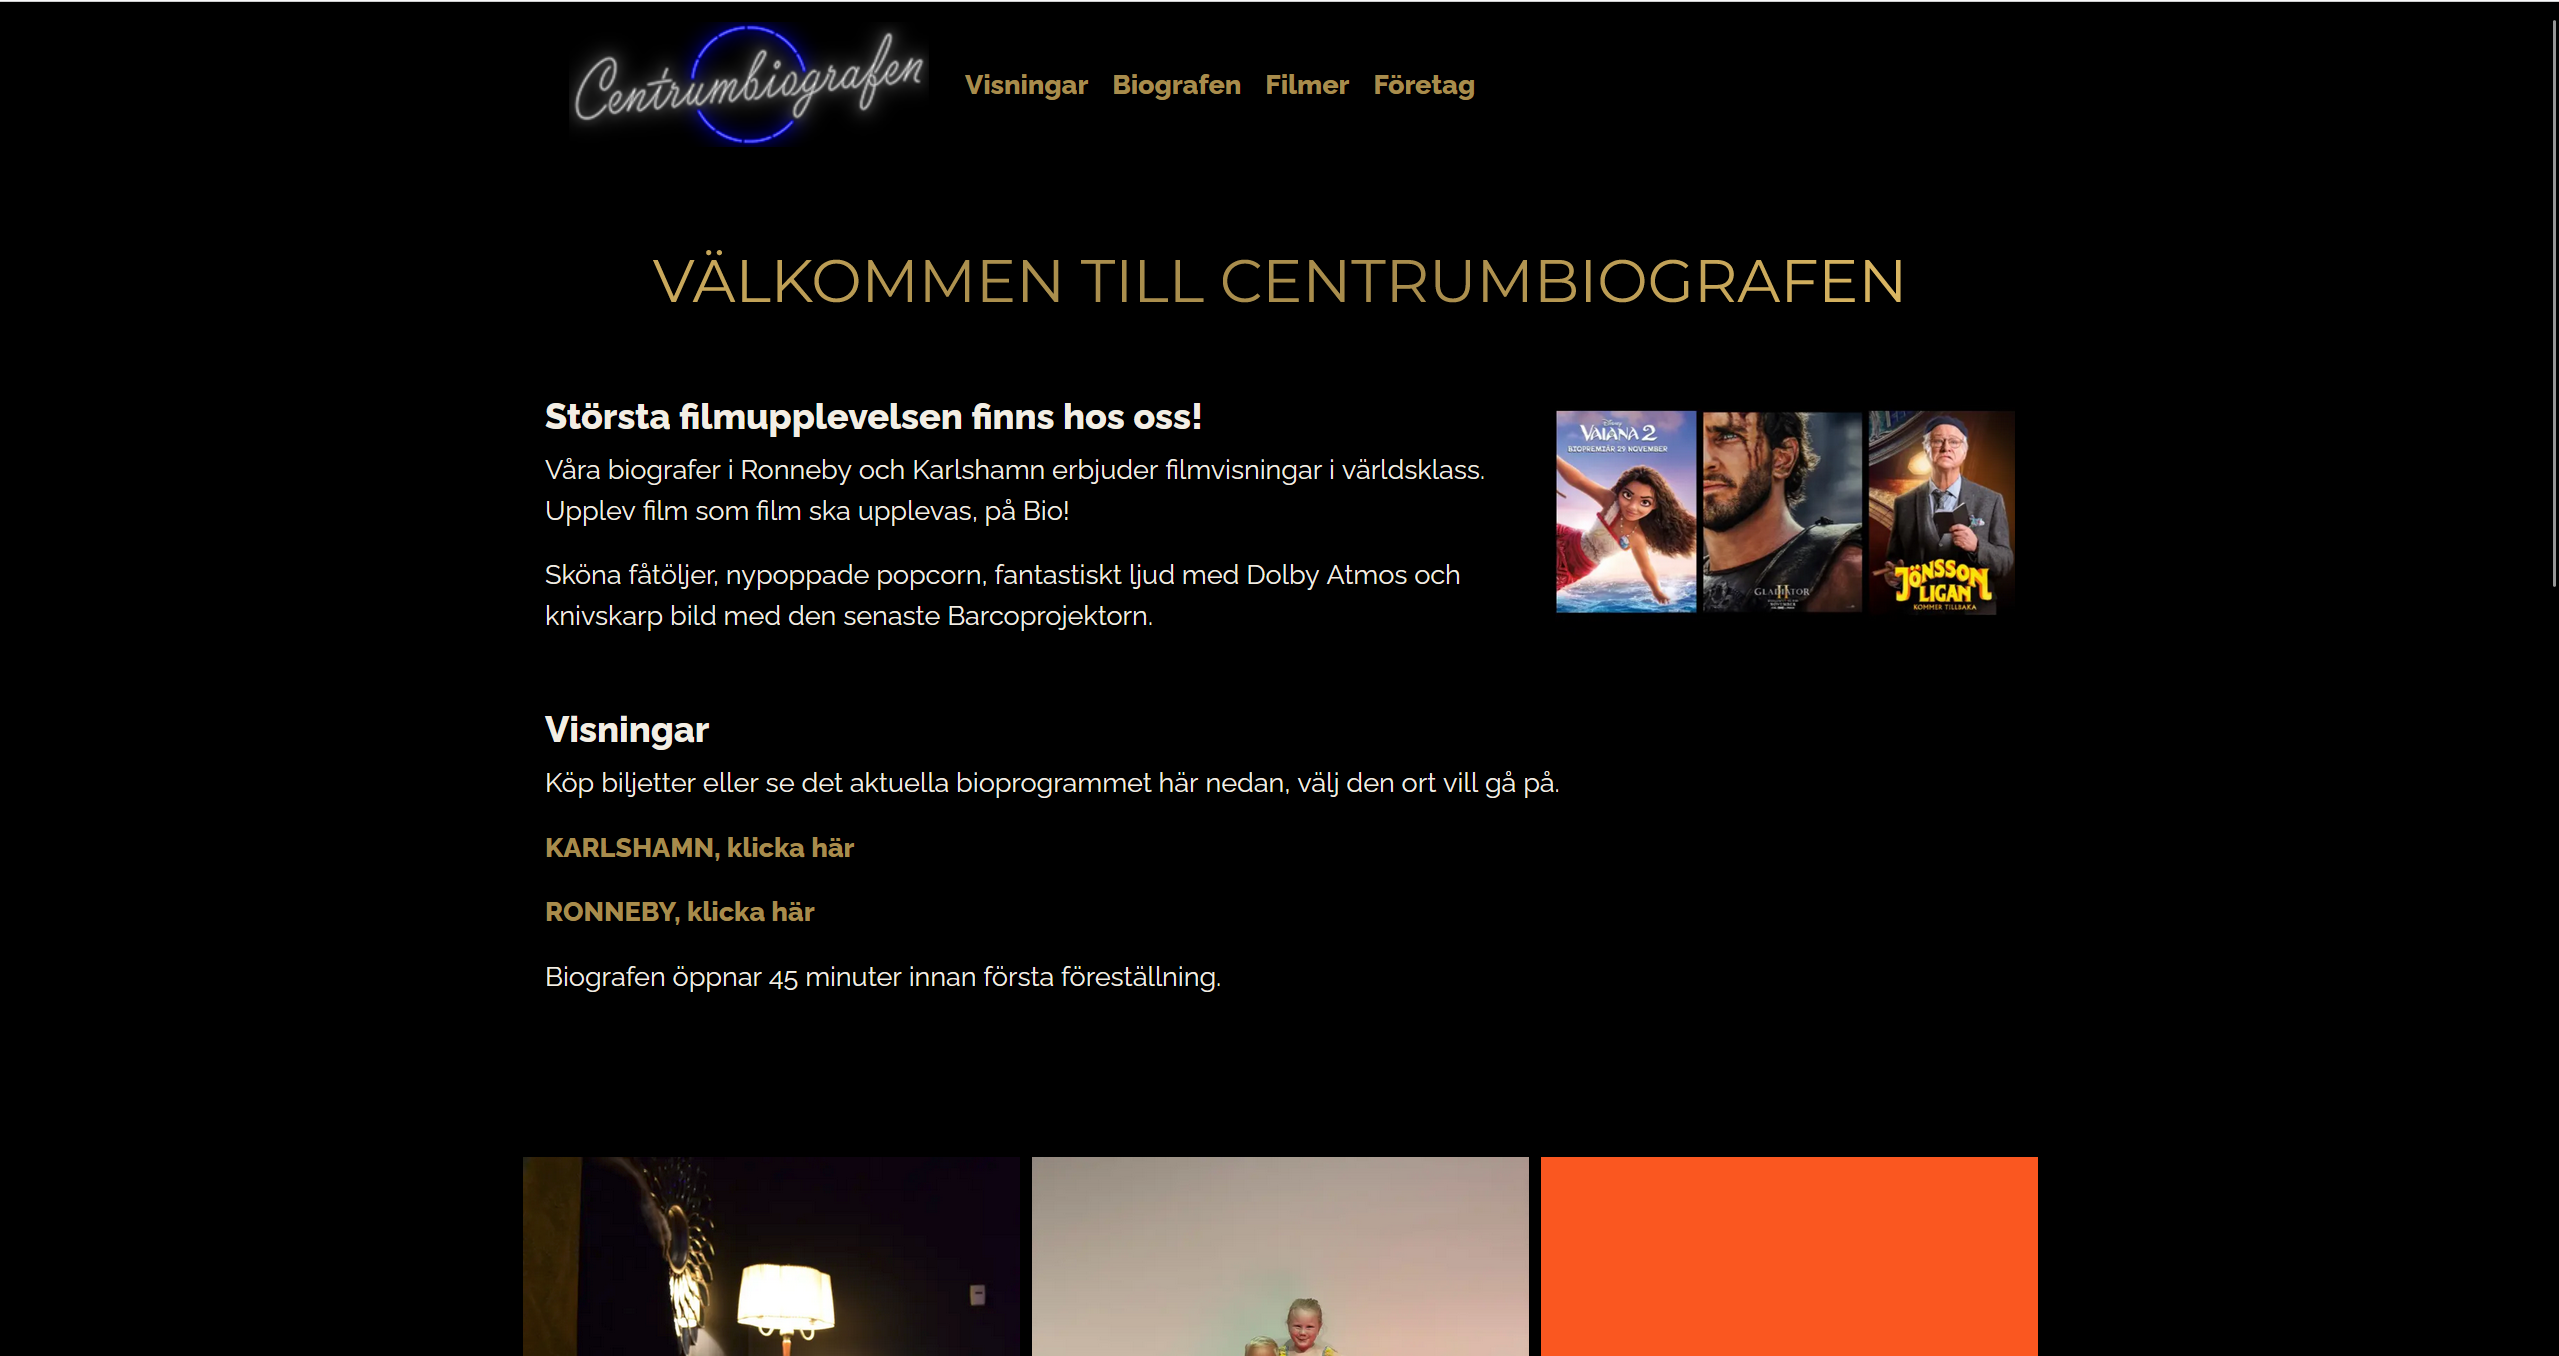 Centrumbiografen
Visningar Biografen Filmer Företag
VÄLKOMMEN TILL CENTRUMBIOGRAFEN
Största filmupplevelsen finns hos oss!
Våra biografer i Ronneby och Karlshamn erbjuder filmvisningar i världsklass.
Upplev film som film ska upplevas, på Bio!
Sköna fåtöljer, nypoppade popcorn, fantastiskt ljud med Dolby Atmos och
knivskarp bild med den senaste Barcoprojektorn.
Disney
VAIANA 2
BIOPREMIÄR 29 NOVEMBER
GLADIATOR
II
NOVEMBER
JÖNSSON
LIGAN
KOMMER TILLBAKA
Visningar
Köp biljetter eller se det aktuella bioprogrammet här nedan, välj den ort vill gå på.
KARLSHAMN, klicka här
RONNEBY, klicka här
Biografen öppnar 45 minuter innan första föreställning.